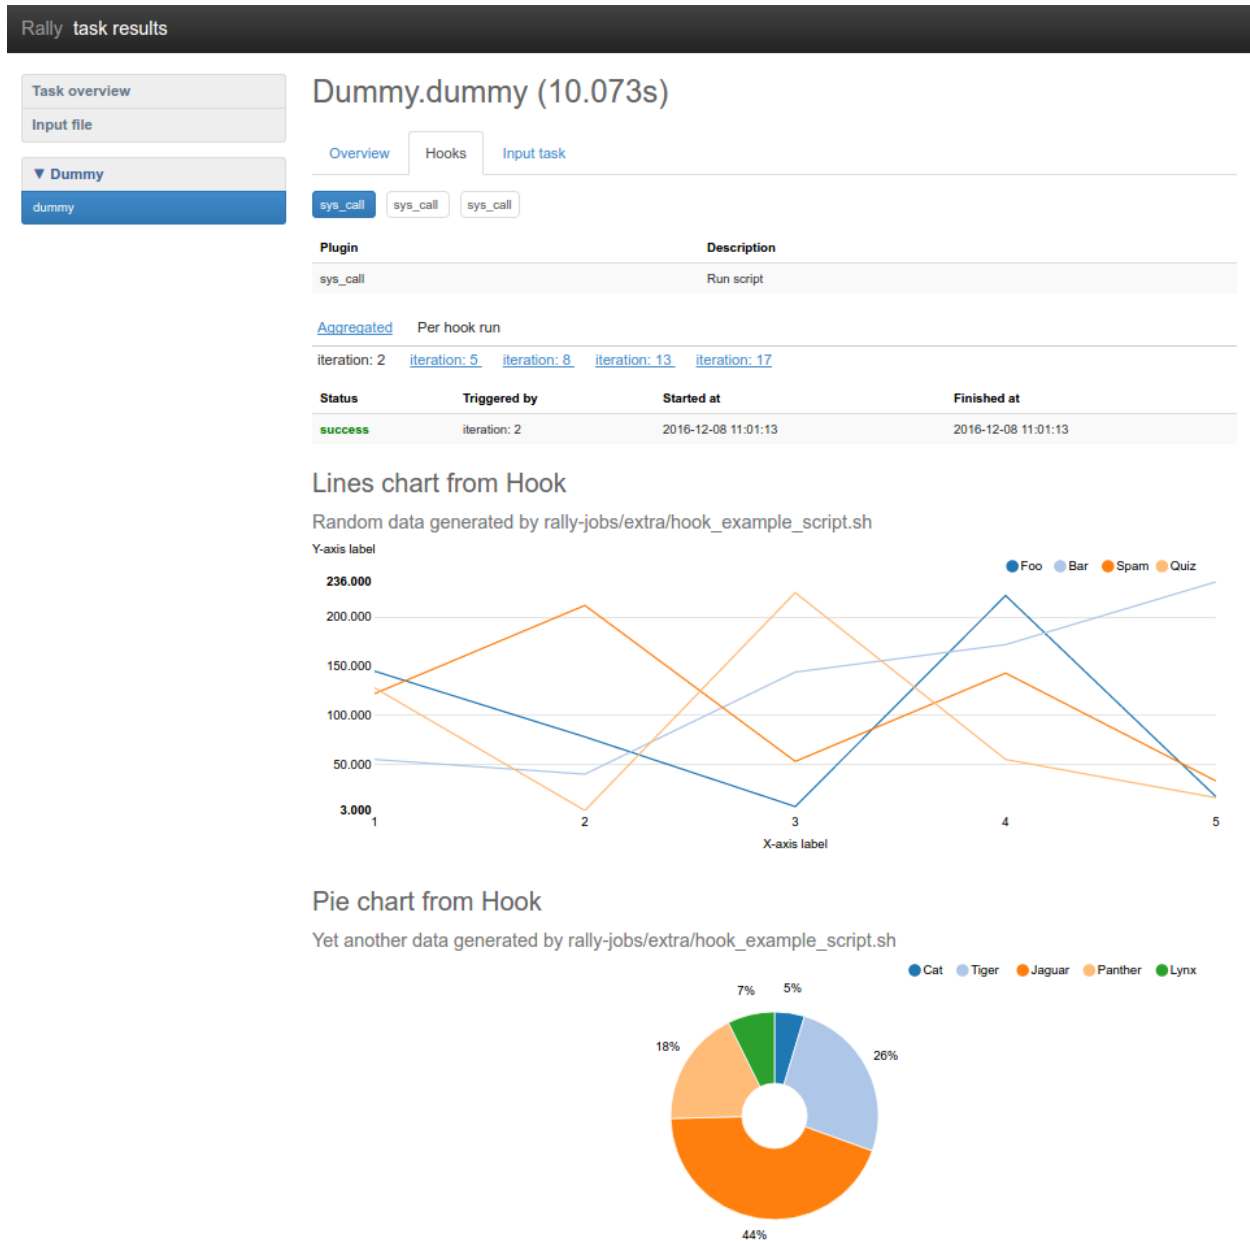 Rally task results
Task overview
Input file
▼ Dummy
dummy
Dummy.dummy (10.073s)
Overview Hooks Input task
sys_call sys_call sys_call
Plugin Description
sys_call Run script
Aggregated Per hook run
iteration: 2 iteration: 5 iteration: 8 iteration: 13 iteration: 17
Status Triggered by Started at Finished at
success iteration: 2 2016-12-08 11:01:13 2016-12-08 11:01:13
Lines chart from Hook
Random data generated by rally-jobs/extra/hook_example_script.sh
Y-axis label
Foo Bar Spam Quiz
236.000
200.000
150.000
100.000
50.000
3.000
1 2 3 4 5
X-axis label
Pie chart from Hook
Yet another data generated by rally-jobs/extra/hook_example_script.sh
Cat Tiger Jaguar Panther Lynx
7% 5%
18% 26%
44%